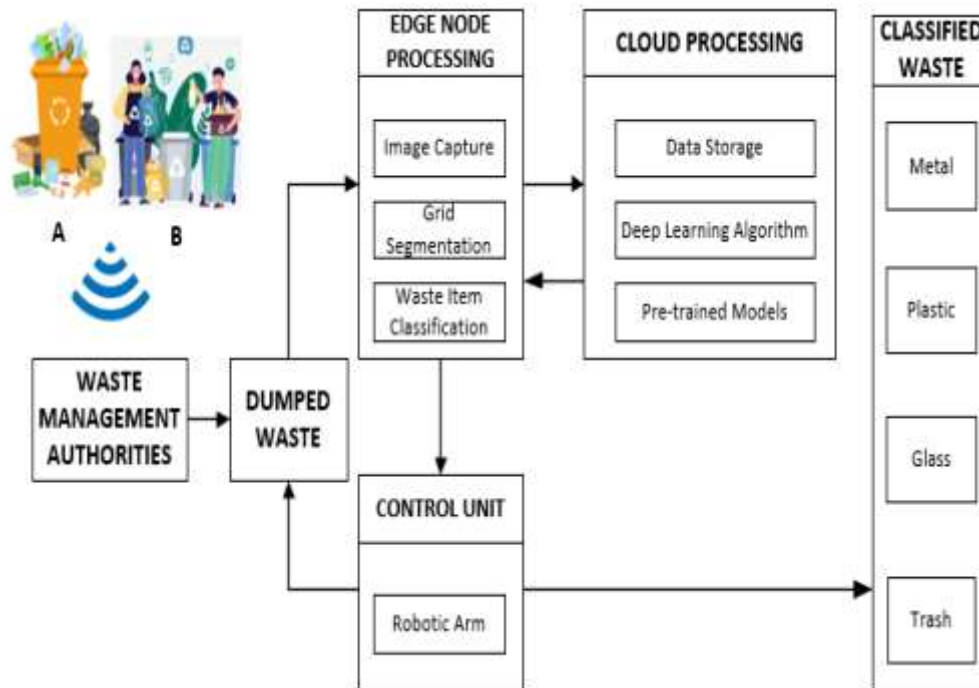 A
B
WASTE
MANAGEMENT
AUTHORITIES
DUMPED
WASTE
EDGE NODE
PROCESSING
Image Capture
Grid
Segmentation
Waste Item
Classification
CLOUD PROCESSING
Data Storage
Deep Learning Algorithm
Pre-trained Models
CONTROL UNIT
Robotic Arm
CLASSIFIED
WASTE
Metal
Plastic
Glass
Trash